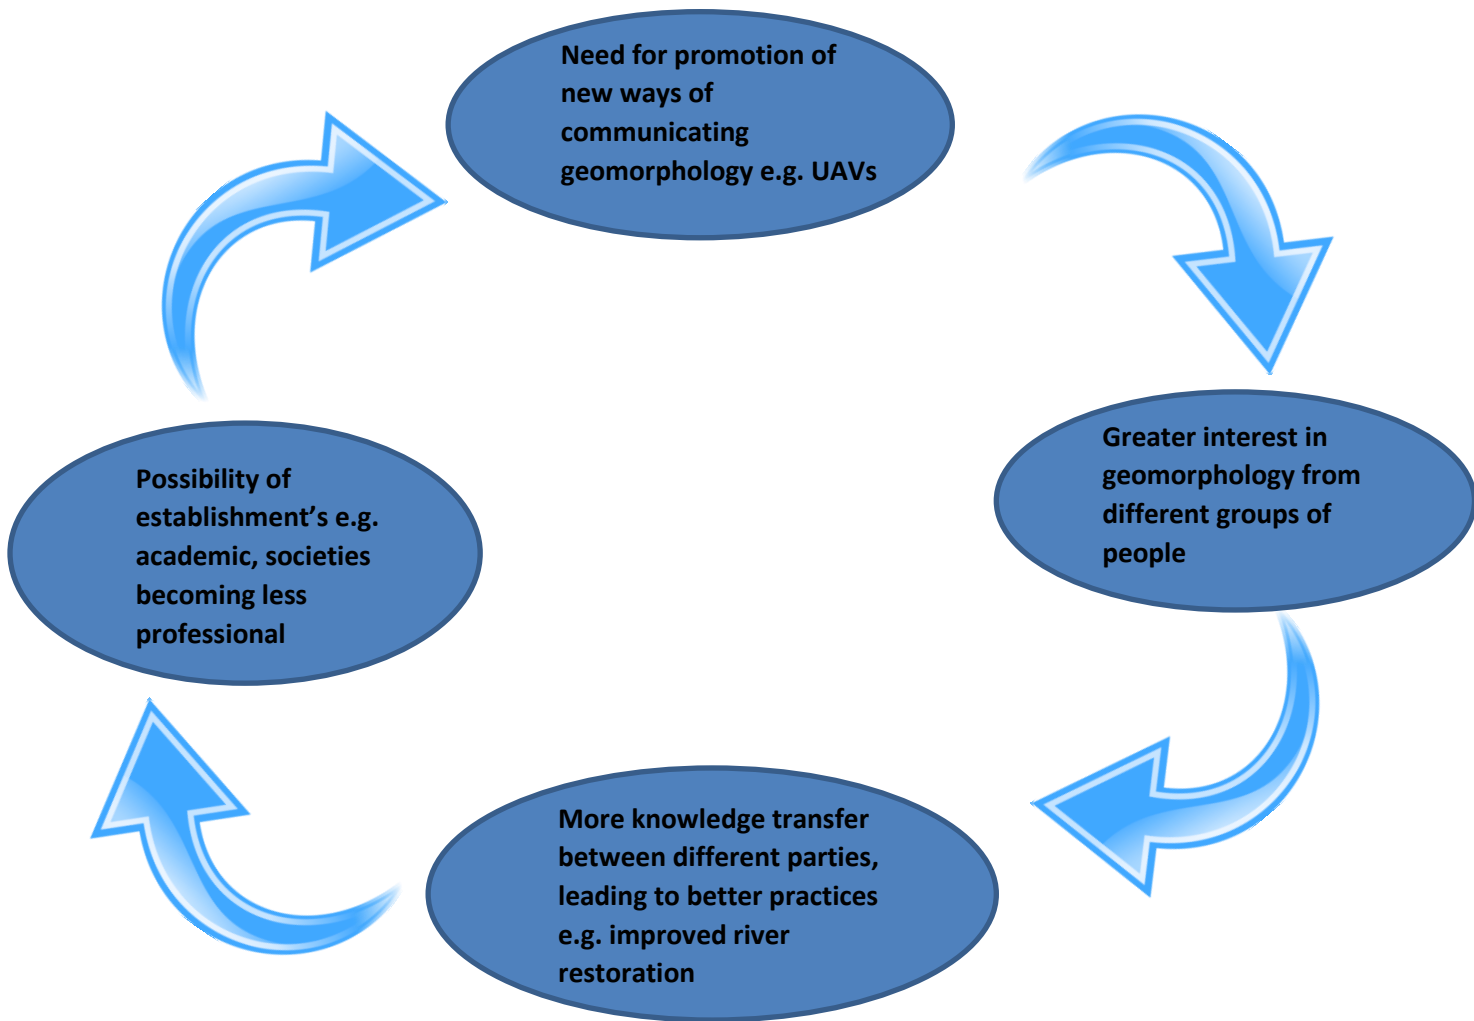 Need for promotion of
new ways of
communicating
geomorphology e.g. UAVs
Greater interest in
geomorphology from
different groups of
people
More knowledge transfer
between different parties,
leading to better practices
e.g. improved river
restoration
Possibility of
establishment’s e.g.
academic, societies
becoming less
professional